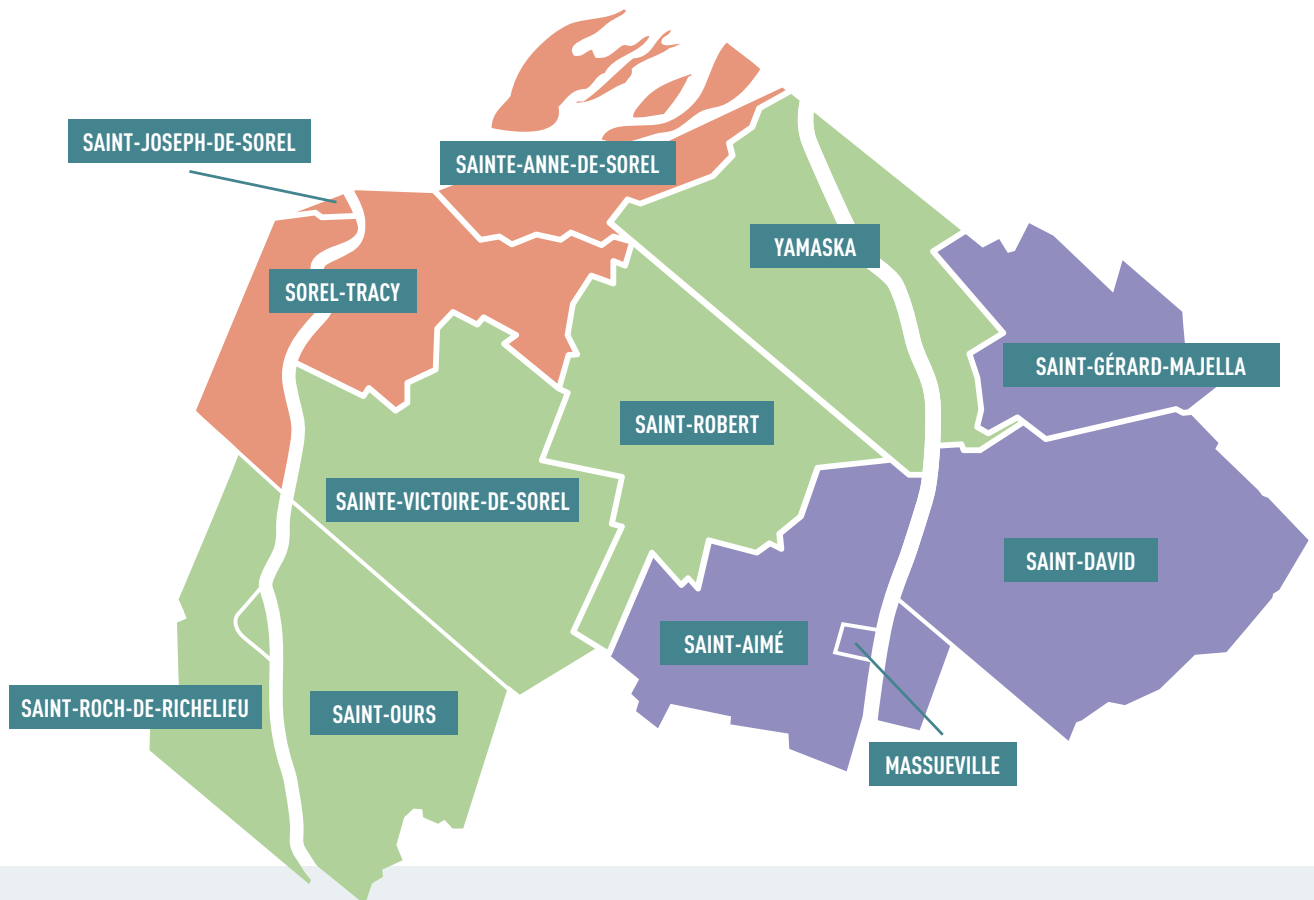 SAINT-JOSEPH-DE-SOREL
SAINTE-ANNE-DE-SOREL
YAMASKA
SOREL-TRACY
SAINT-GÉRARD-MAJELLA
SAINT-ROBERT
SAINTE-VICTOIRE-DE-SOREL
SAINT-DAVID
SAINT-AIMÉ
SAINT-ROCH-DE-RICHELIEU
SAINT-OURS
MASSUEVILLE